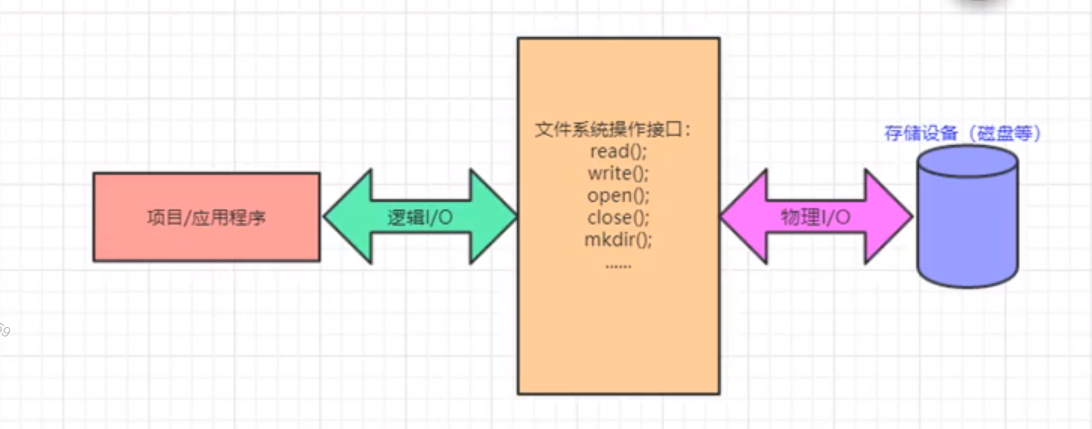 存储设备（磁盘等）
文件系统操作接口：
read();
write();
open();
close();
mkdir();
......
项目/应用程序
逻辑I/O
物理I/O